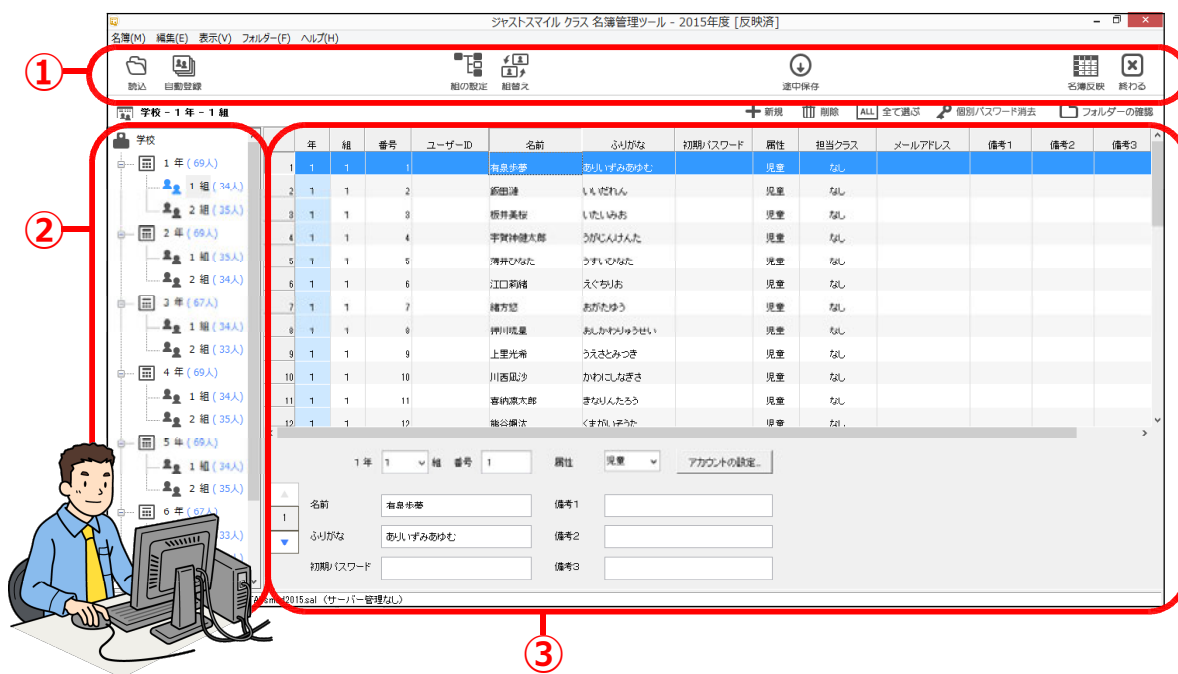 ジャストスマイル クラス 名簿管理ツール - 2015年度 [反映済]
名簿(M) 編集(E) 表示(V) フォルダー(F) ヘルプ(H)
①
読込 自動登録 組の設定 組替え 途中保存 名簿反映 終わる
学校 - 1 年 - 1 組
新規 削除 ALL 全て選ぶ 個別パスワード消去 フォルダーの確認
②
学校
1 年 (69人)
1 組 (34人)
2 組 (35人)
2 年 (69人)
1 組 (35人)
2 組 (34人)
3 年 (67人)
1 組 (34人)
2 組 (33人)
4 年 (69人)
1 組 (34人)
2 組 (35人)
5 年 (69人)
1 組 (34人)
2 組 (35人)
6 年 (67人)
33人)
年 組 番号 ユーザーID 名前 ふりがな 初期パスワード 属性 担当クラス メールアドレス 備考1 備考2 備考3
1 1 1 1 有泉歩夢 ありいずみあゆむ 児童 なし
2 1 1 2 飯田漣 いいだれん 児童 なし
3 1 1 3 板井美桜 いたいみお 児童 なし
4 1 1 4 宇賀神健太郎 うがじんけんた 児童 なし
5 1 1 5 薄井ひなた うすいひなた 児童 なし
6 1 1 6 江口莉緒 えぐちりお 児童 なし
7 1 1 7 緒方悠 おがたゆう 児童 なし
8 1 1 8 押川琉星 おしかわりゅうせい 児童 なし
9 1 1 9 上里光希 うえさとみつき 児童 なし
10 1 1 10 川西凪沙 かわにしなぎさ 児童 なし
11 1 1 11 喜納凛太郎 きなりんたろう 児童 なし
12 1 1 12 熊谷颯汰 くまがいそうた 児童 なし
1 年 1 組 番号 1 属性 児童 アカウントの設定...
1
名前 有泉歩夢 備考1
ふりがな ありいずみあゆむ 備考2
初期パスワード 備考3
2015.sal (サーバー管理なし)
③